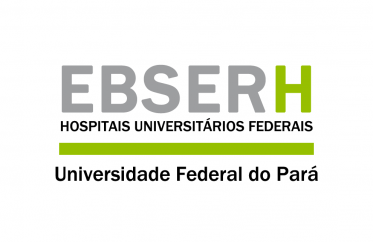 EBSERH
HOSPITAIS UNIVERSITÁRIOS FEDERAIS
Universidade Federal do Pará